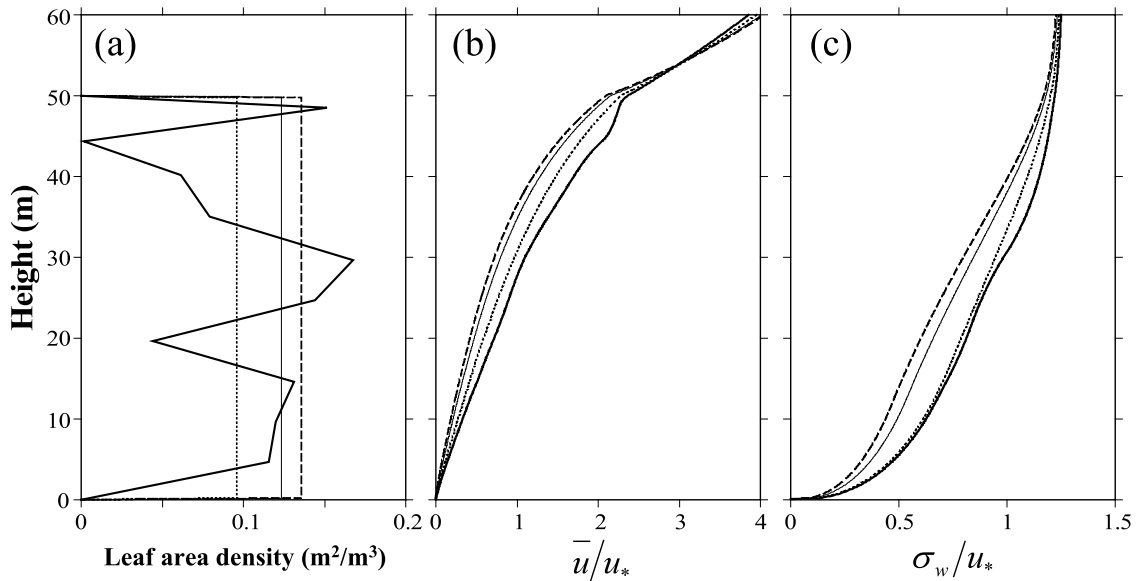 (a)
(b)
(c)
60
50
40
30
20
10
0
Height (m)
0 0.1 0.2
0 1 2 3 4
0 0.5 1 1.5
Leaf area density (m²/m³)
u̅/u*
σw/u*